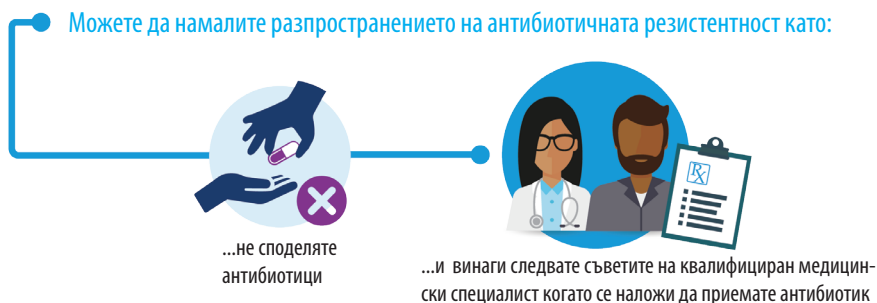 Можете да намалите разпространението на антибиотичната резистентност като:
...не споделяте
антибиотици
Rx
...и винаги следвате съветите на квалифициран медицин-
ски специалист когато се наложи да приемате антибиотик